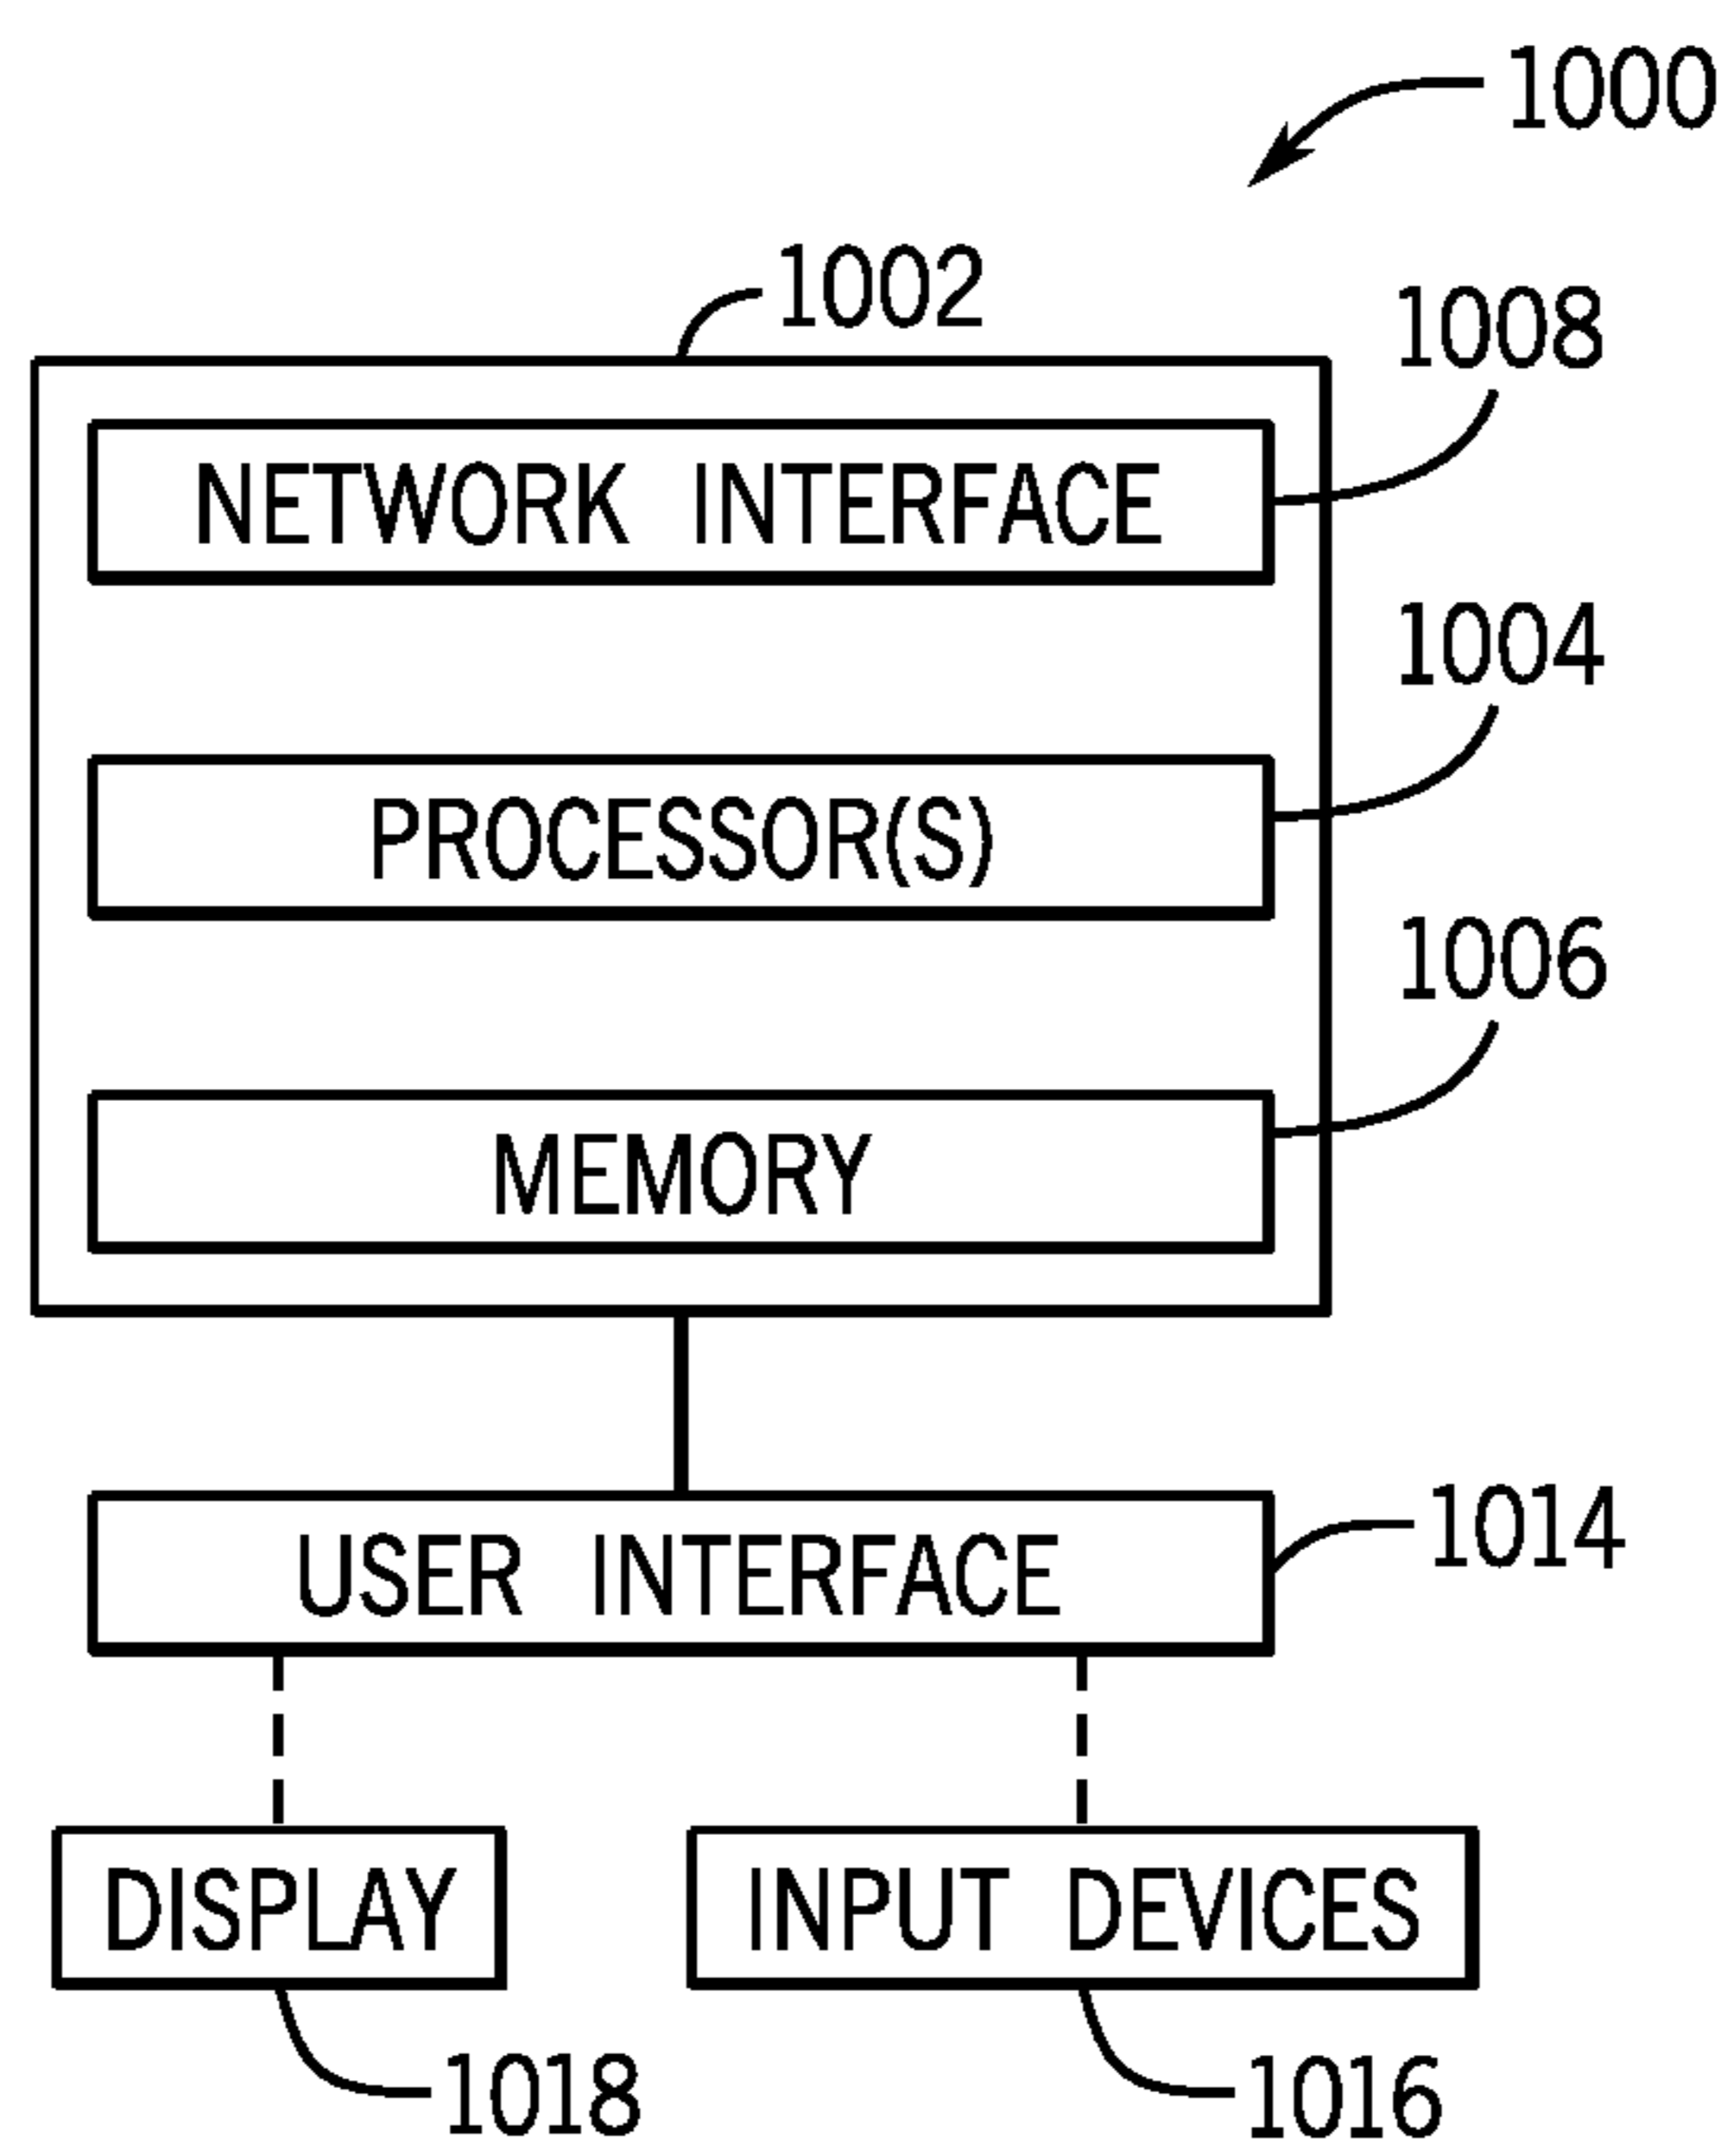 1000
1002
1008
NETWORK INTERFACE
1004
PROCESSOR(S)
1006
MEMORY
1014
USER INTERFACE
DISPLAY
INPUT DEVICES
1018
1016